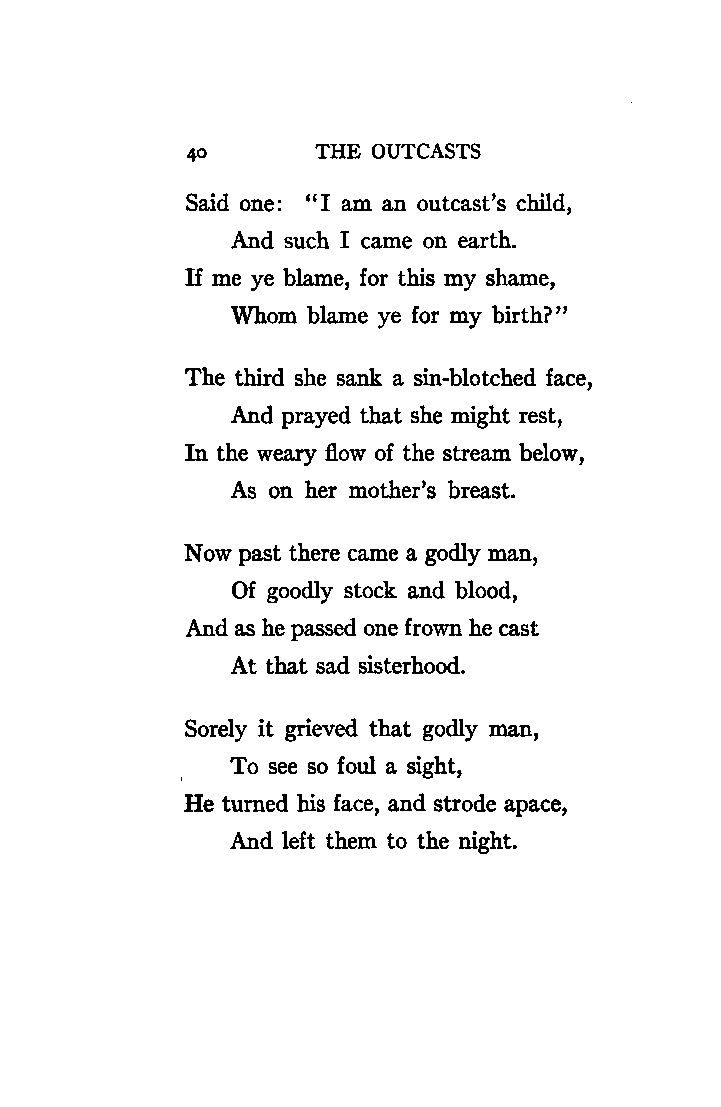 40 THE OUTCASTS
Said one: "I am an outcast's child,
And such I came on earth.
If me ye blame, for this my shame,
Whom blame ye for my birth?"
The third she sank a sin-blotched face,
And prayed that she might rest,
In the weary flow of the stream below,
As on her mother's breast.
Now past there came a godly man,
Of goodly stock and blood,
And as he passed one frown he cast
At that sad sisterhood.
Sorely it grieved that godly man,
To see so foul a sight,
He turned his face, and strode apace,
And left them to the night.